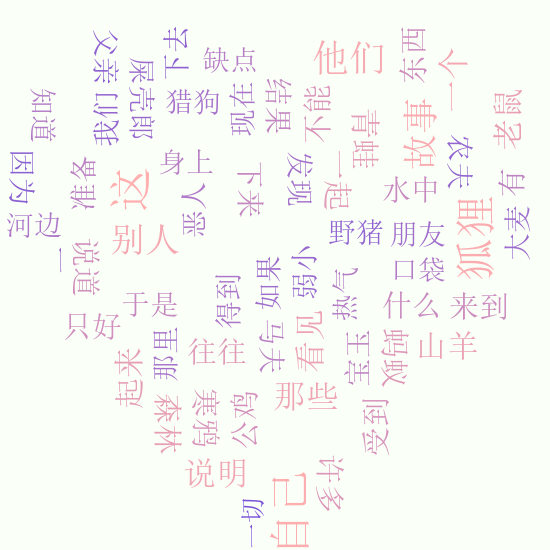 父亲
屎壳郎
下去
缺点
他们
东西
一个
知道
我们
猎狗
现在
结果
不能
青蛙
故事
老鼠
因为
准备
身上
这
恶人
下来
发现
一起
水中
农夫
有
大麦
河边
一
说道
别人
野猪
朋友
狐狸
口袋
只好
于是
得到
如果
弱小
热气
什么
来到
起来
那里
往往
马夫
看见
宝玉
蚂蚁
山羊
森林
寒鸦
公鸡
那些
受到
说明
许多
一切
自己